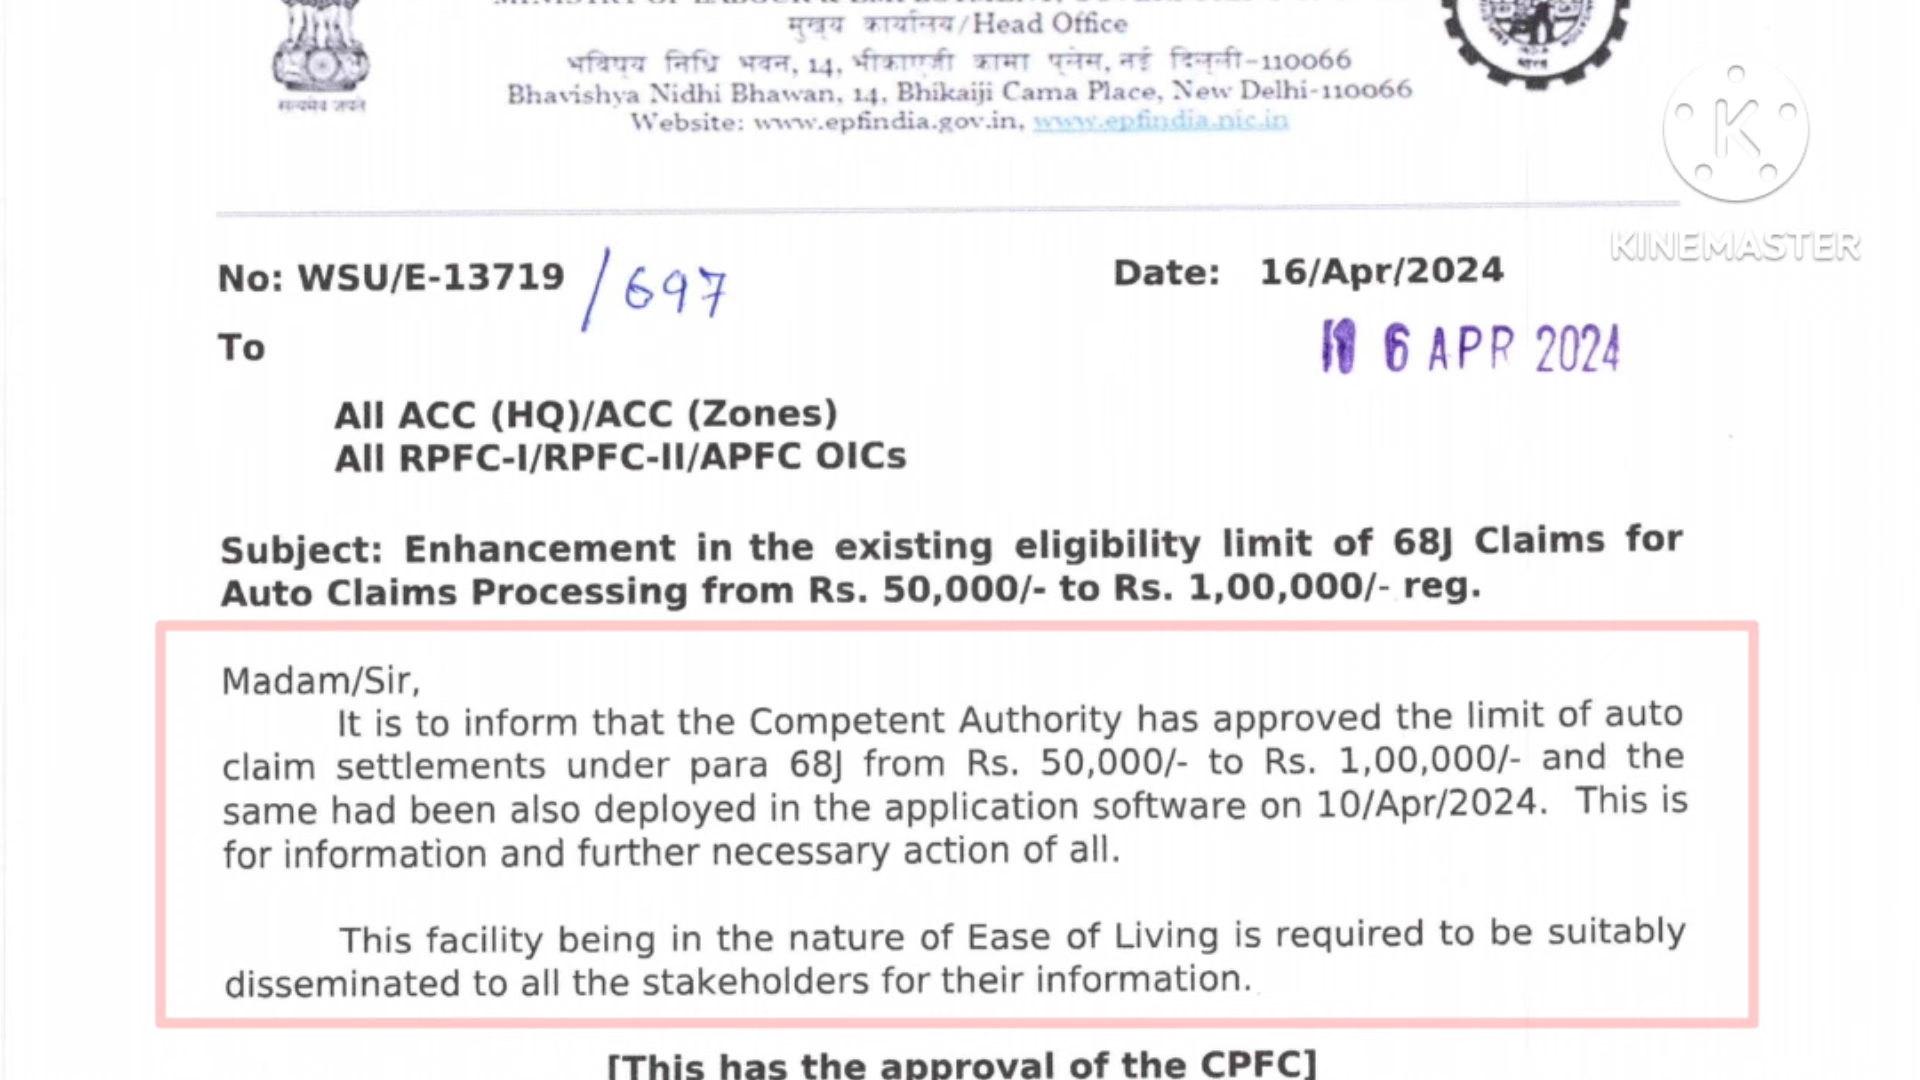 मुख्य कार्यालय/Head Office
भविष्य निधि भवन, 14, भीकाएजी कामा प्लेस, नई दिल्ली-110066
Bhavishya Nidhi Bhawan, 14, Bhikaiji Cama Place, New Delhi-110066
Website: www.epfindia.gov.in, www.epfindia.nic.in
सत्यमेव जयते
भारत
KINEMASTER
No: WSU/E-13719 /697 Date: 16/Apr/2024
To
6 APR 2024
All ACC (HQ)/ACC (Zones)
All RPFC-I/RPFC-II/APFC OICs
Subject: Enhancement in the existing eligibility limit of 68J Claims for
Auto Claims Processing from Rs. 50,000/- to Rs. 1,00,000/- reg.
Madam/Sir,
It is to inform that the Competent Authority has approved the limit of auto
claim settlements under para 68J from Rs. 50,000/- to Rs. 1,00,000/- and the
same had been also deployed in the application software on 10/Apr/2024. This is
for information and further necessary action of all.
This facility being in the nature of Ease of Living is required to be suitably
disseminated to all the stakeholders for their information.
[This has the approval of the CPFC]